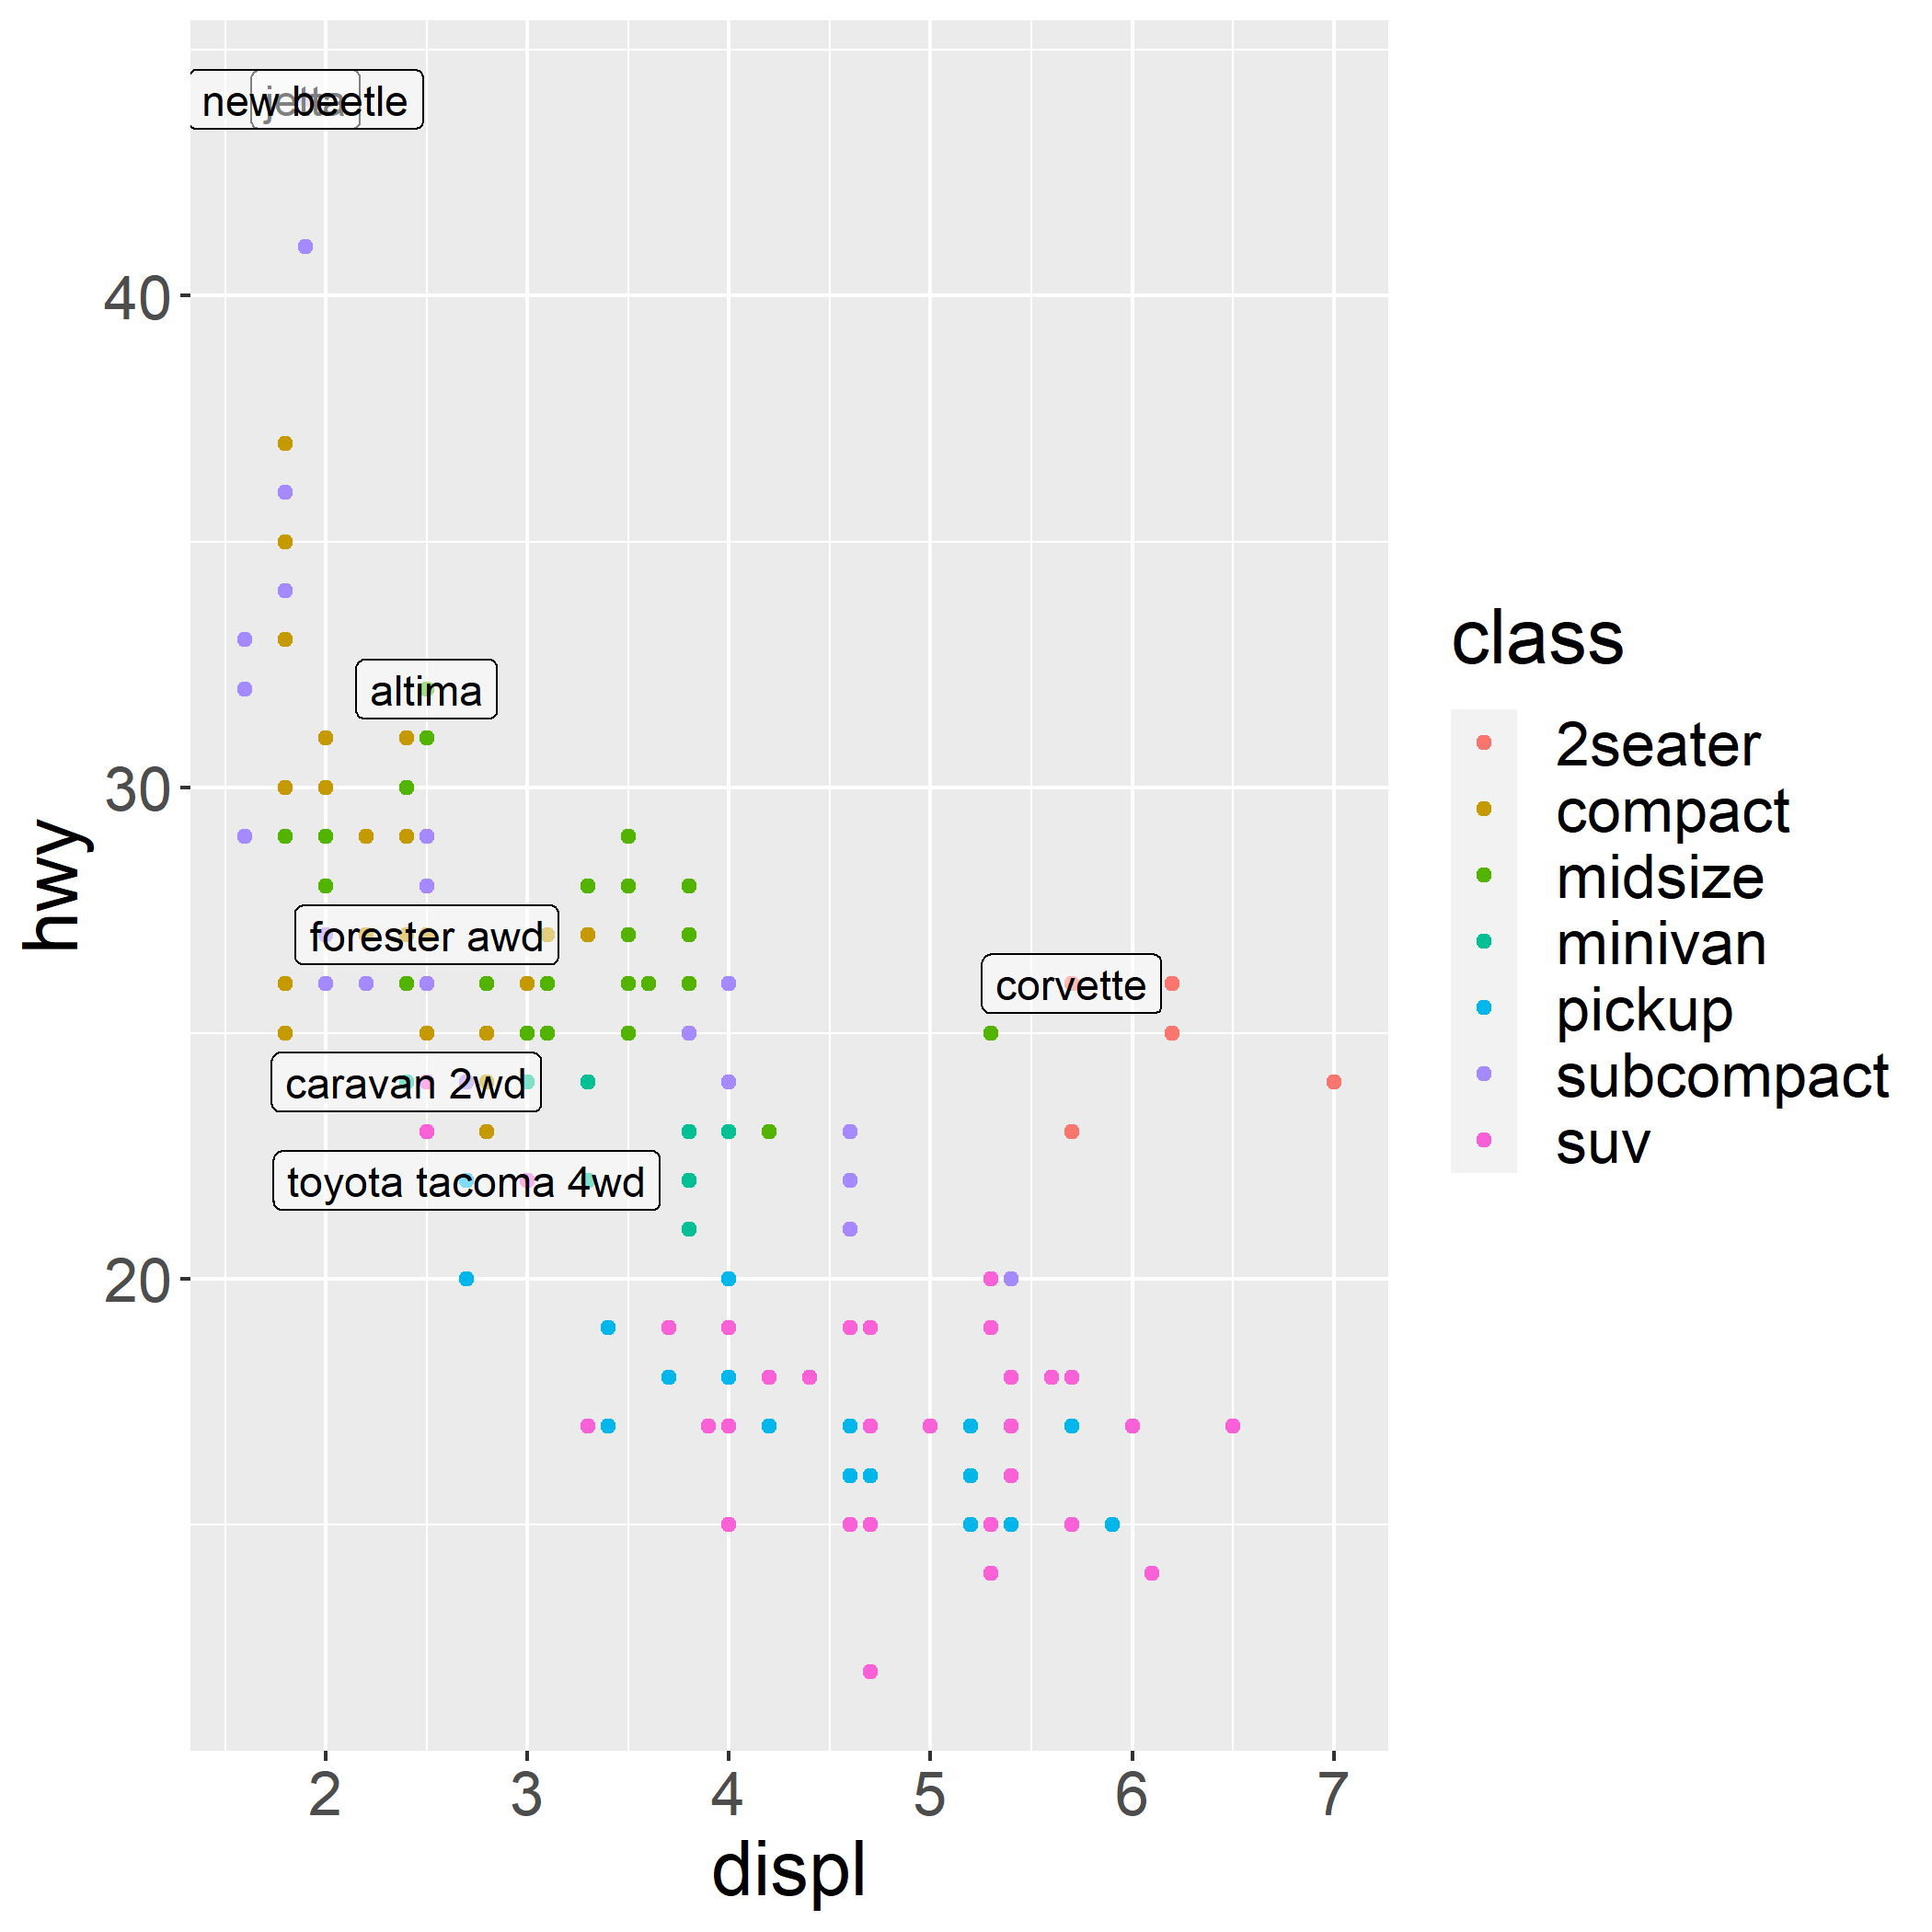 new beetle
jetta
40
altima
30
forester awd
corvette
caravan 2wd
toyota tacoma 4wd
20
hwy
2 3 4 5 6 7
displ
class
2seater
compact
midsize
minivan
pickup
subcompact
suv